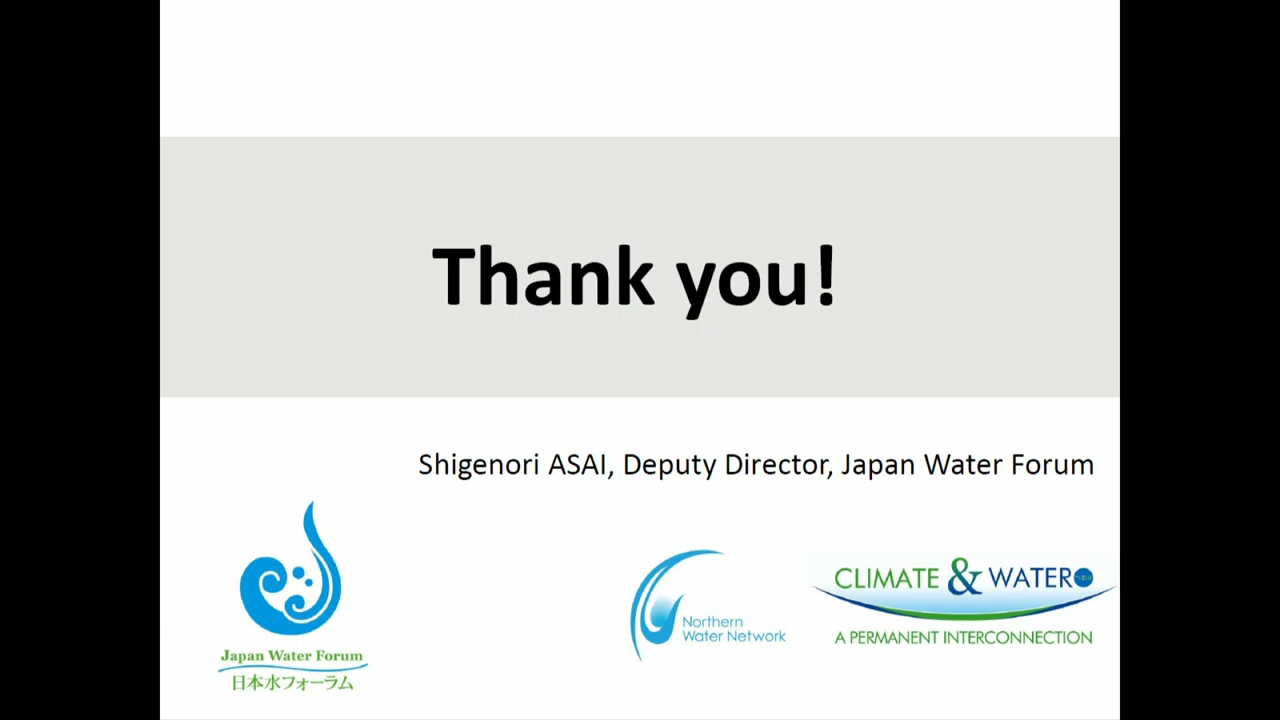 Thank you!
Shigenori ASAI, Deputy Director, Japan Water Forum
Japan Water Forum
日本水フォーラム
Northern
Water Network
CLIMATE & WATER
A PERMANENT INTERCONNECTION